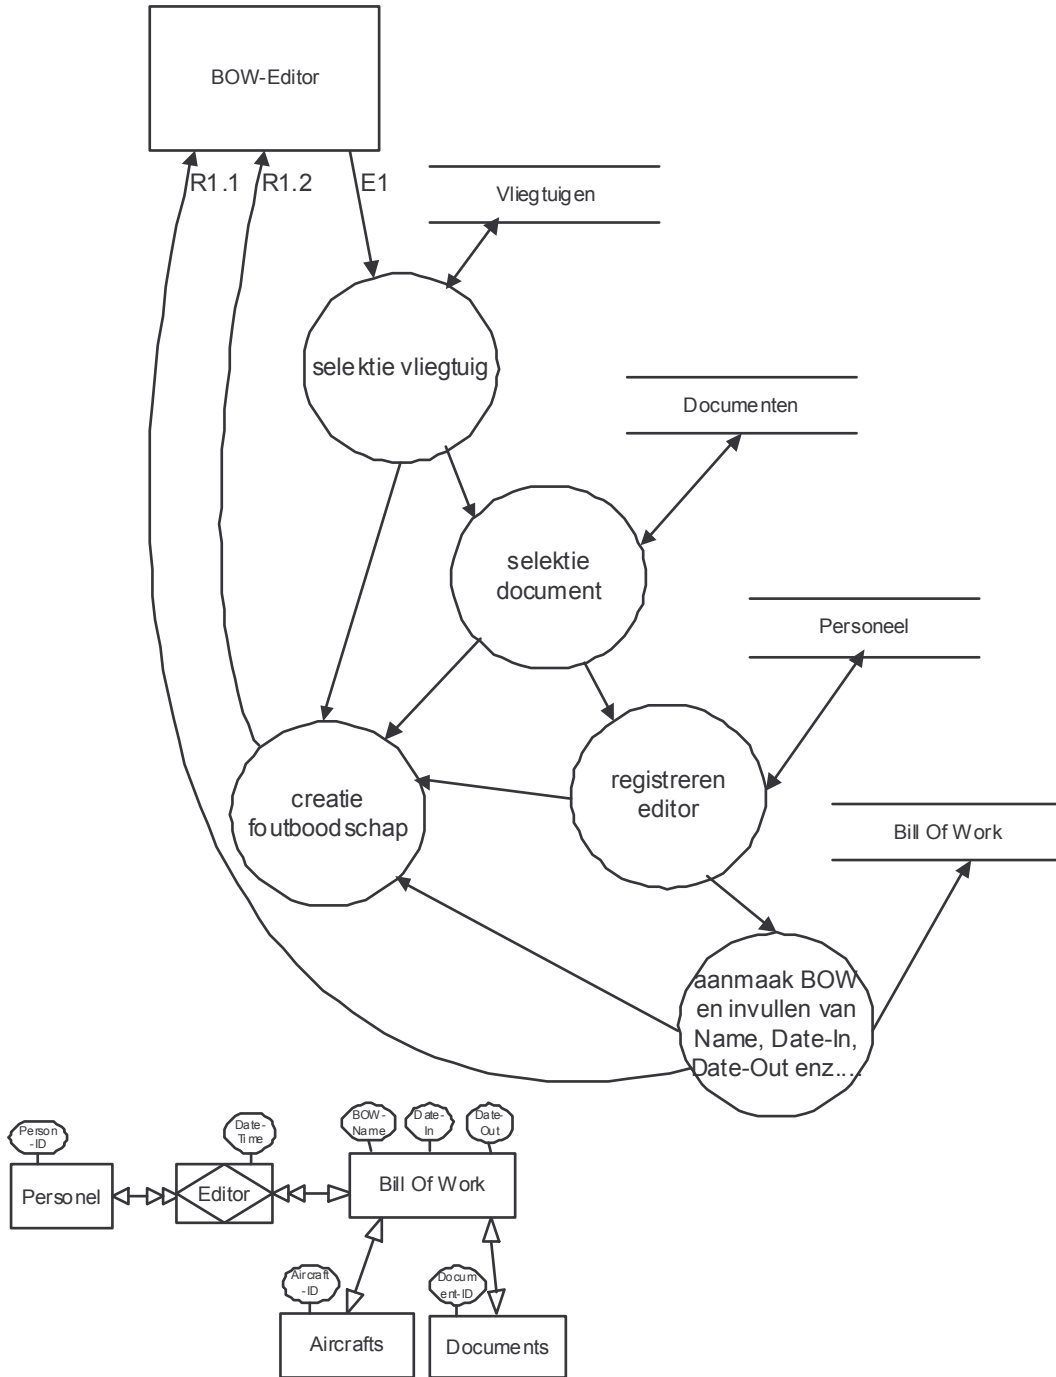 BOW-Editor
R1.1
R1.2
E1
Vliegtuigen
selektie vliegtuig
Documenten
selektie
document
Personeel
registreren
editor
creatie
foutboodschap
Bill Of Work
aanmaak BOW
en invullen van
Name, Date-In,
Date-Out enz....
Person
-ID
Date-
Time
BOW-
Name
Date-
In
Date-
Out
Personel
Editor
Bill Of Work
Aircraft
-ID
Docum
ent-ID
Aircrafts
Documents